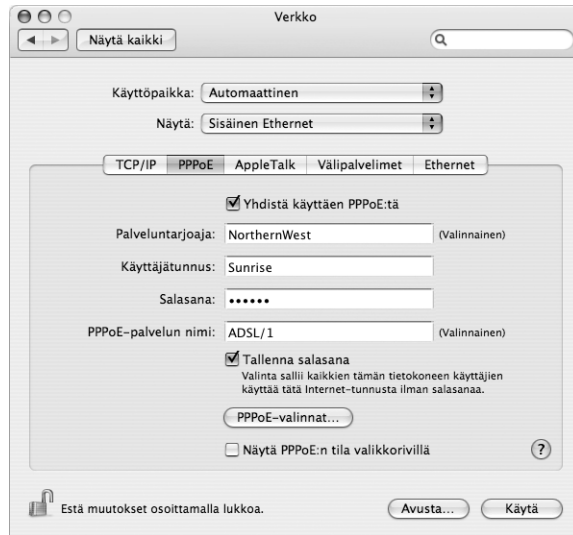 Verkko
Näytä kaikki
Käyttöpaikka: Automaattinen
Näytä: Sisäinen Ethernet
TCP/IP PPPoE AppleTalk Välipalvelimet Ethernet
Yhdistä käyttäen PPPoE:tä
Palveluntarjoaja: NorthernWest (Valinnainen)
Käyttäjätunnus: Sunrise
Salasana: ••••••
PPPoE-palvelun nimi: ADSL/1 (Valinnainen)
Tallenna salasana
Valinta sallii kaikkien tämän tietokoneen käyttäjien
käyttää tätä Internet-tunnusta ilman salasanaa.
PPPoE-valinnat...
Näytä PPPoE:n tila valikkorivillä ?
Estä muutokset osoittamalla lukkoa. Avusta... Käytä